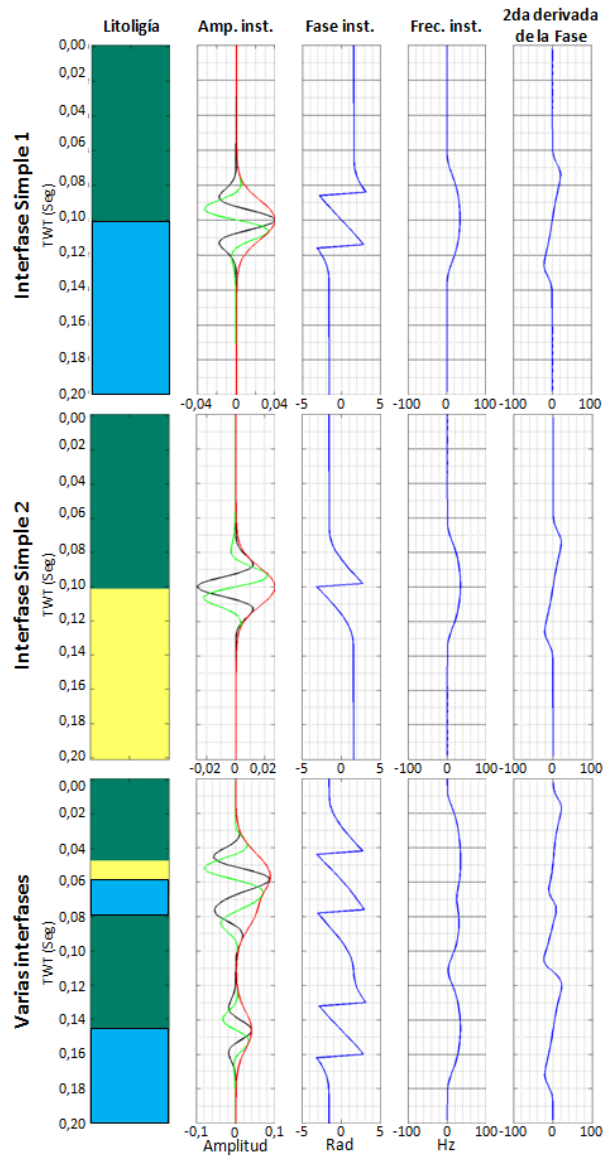 Litoligía Amp. inst. Fase inst. Frec. inst. 2da derivada
de la Fase
Interfase Simple 1
TWT (Seg)
0,00
0,02
0,04
0,06
0,08
0,10
0,12
0,14
0,16
0,18
0,20
-0,04 0 0,04 -5 0 5 -100 0 100 -100 0 100
Interfase Simple 2
TWT (Seg)
0,00
0,02
0,04
0,06
0,08
0,10
0,12
0,14
0,16
0,18
0,20
-0,02 0 0,02 -5 0 5 -100 0 100 -100 0 100
Varias interfases
TWT (Seg)
0,00
0,02
0,04
0,06
0,08
0,10
0,12
0,14
0,16
0,18
0,20
-0,1 0 0,1 -5 0 5 -100 0 100 -100 0 100
Amplitud Rad Hz